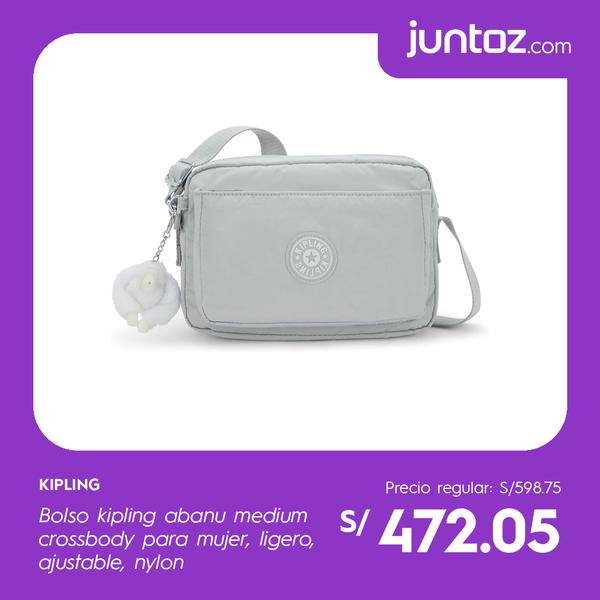 juntoz.com
KIPLING
KIPLING
KIPLING
Precio regular: S/598.75
Bolso kipling abanu medium
crossbody para mujer, ligero,
ajustable, nylon
S/ 472.05